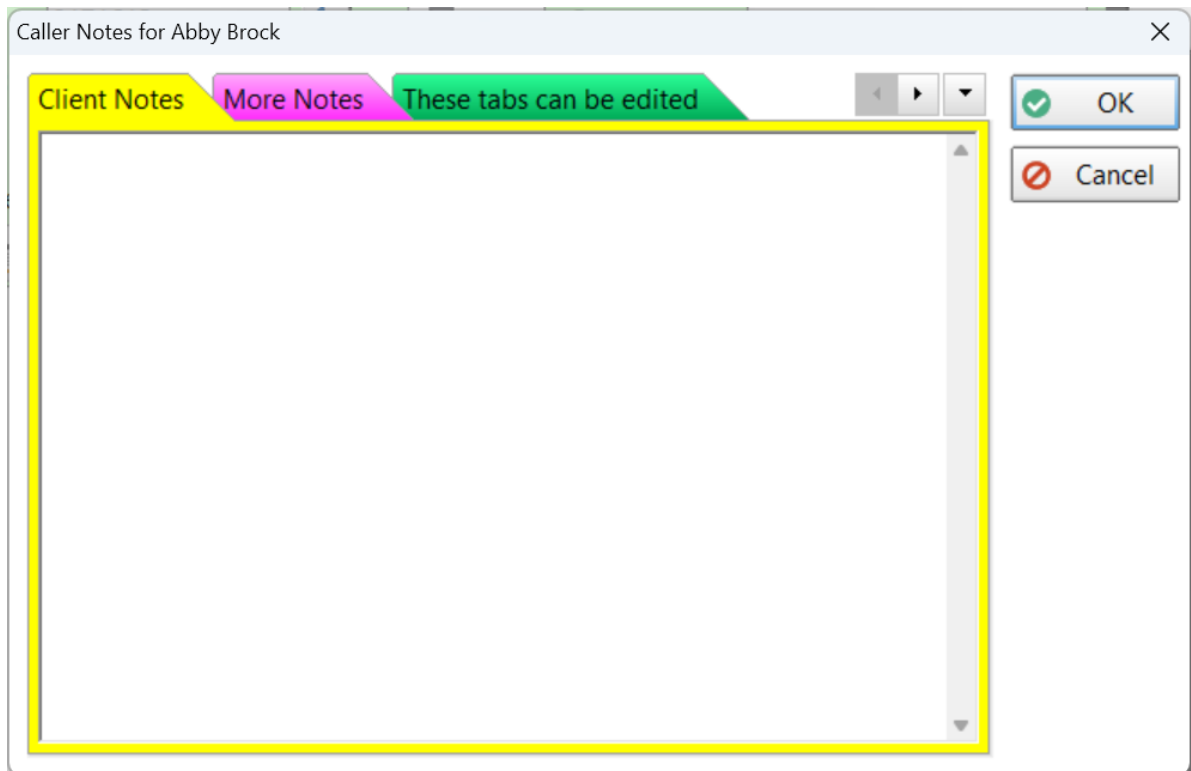 Caller Notes for Abby Brock
Client Notes More Notes These tabs can be edited
OK
Cancel